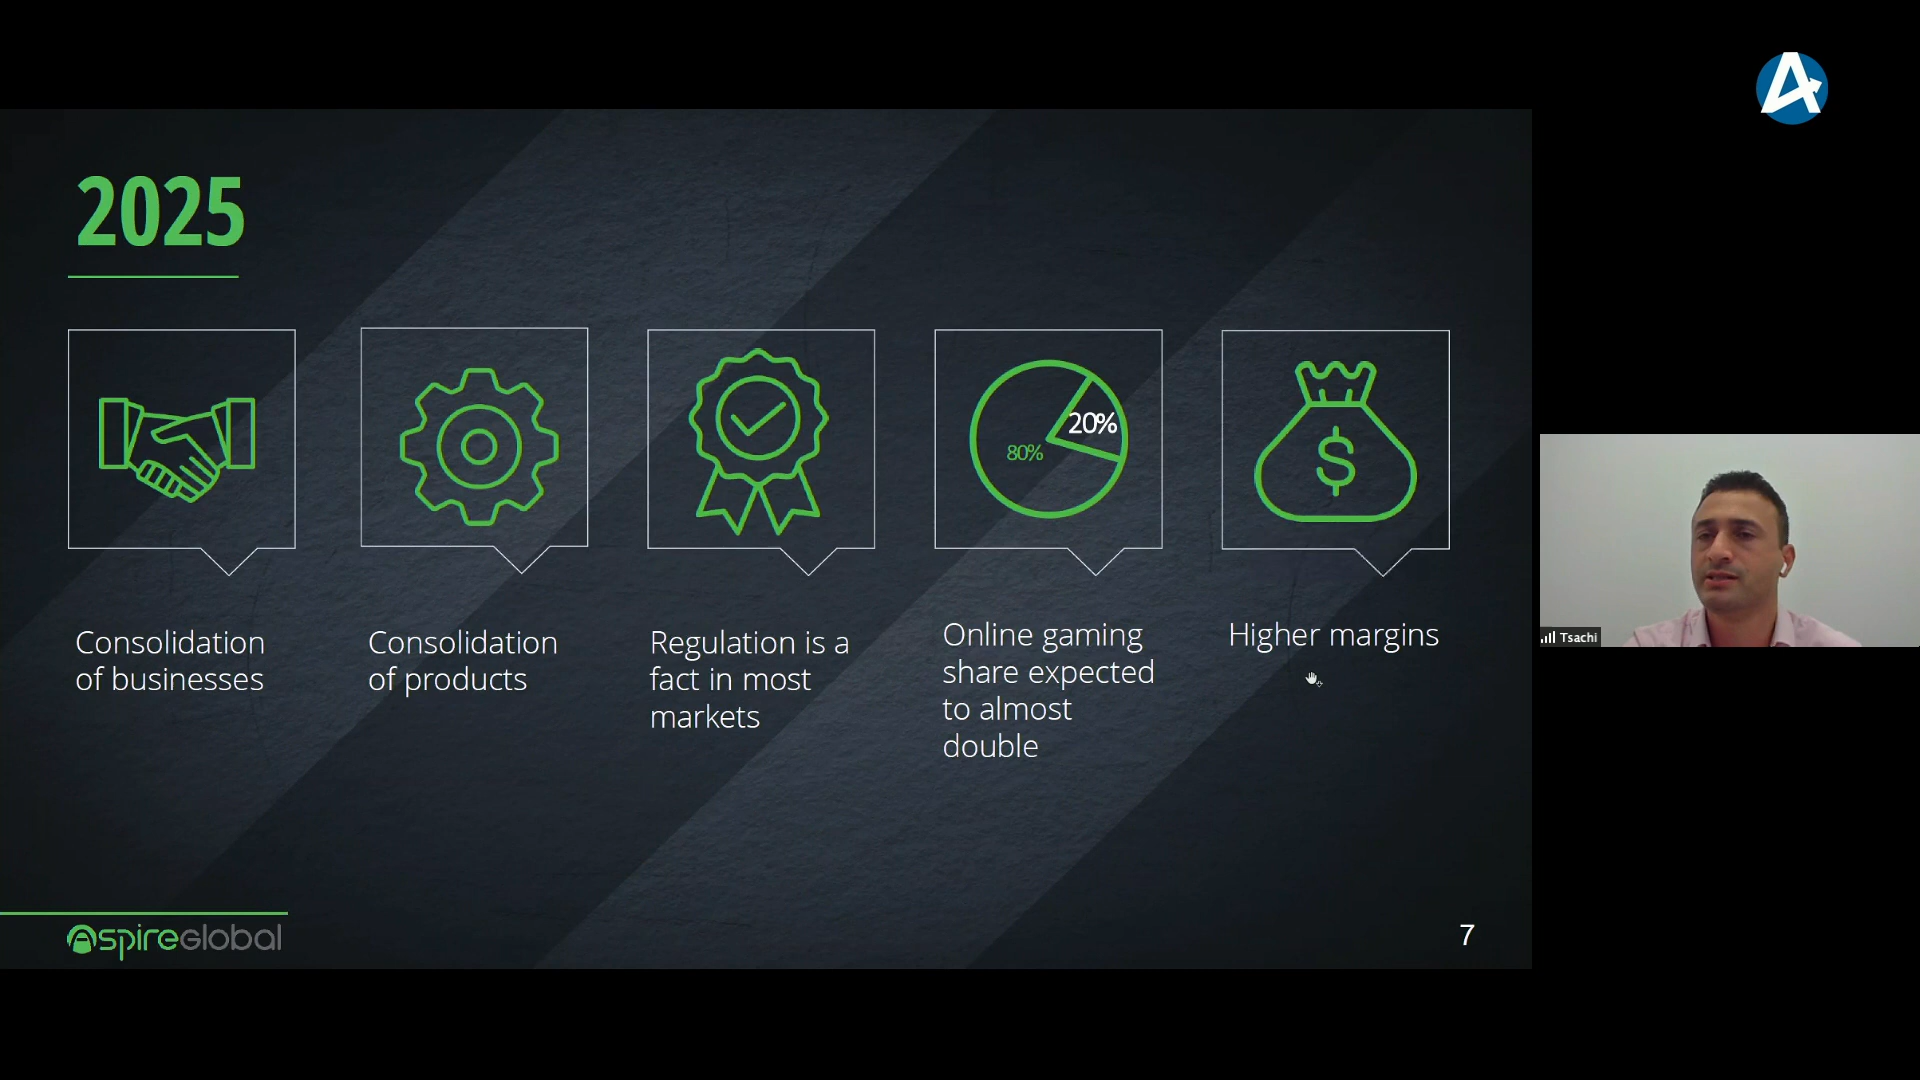 2025
20%
80%
$
Consolidation
of businesses
Consolidation
of products
Regulation is a
fact in most
markets
Online gaming
share expected
to almost
double
Higher margins
Tsachi
AspireGlobal
7